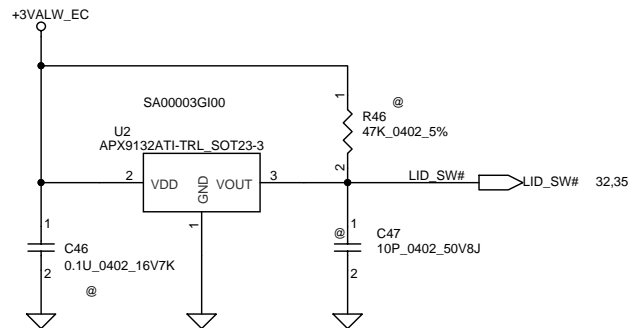 +3VALW_EC
SA00003GI00
U2
APX9132ATI-TRL_SOT23-3
2
VDD
GND
VOUT
3
1
1
@
R46
47K_0402_5%
2
LID_SW#
LID_SW# 32,35
1
C46
0.1U_0402_16V7K
2
@
@
1
C47
10P_0402_50V8J
2